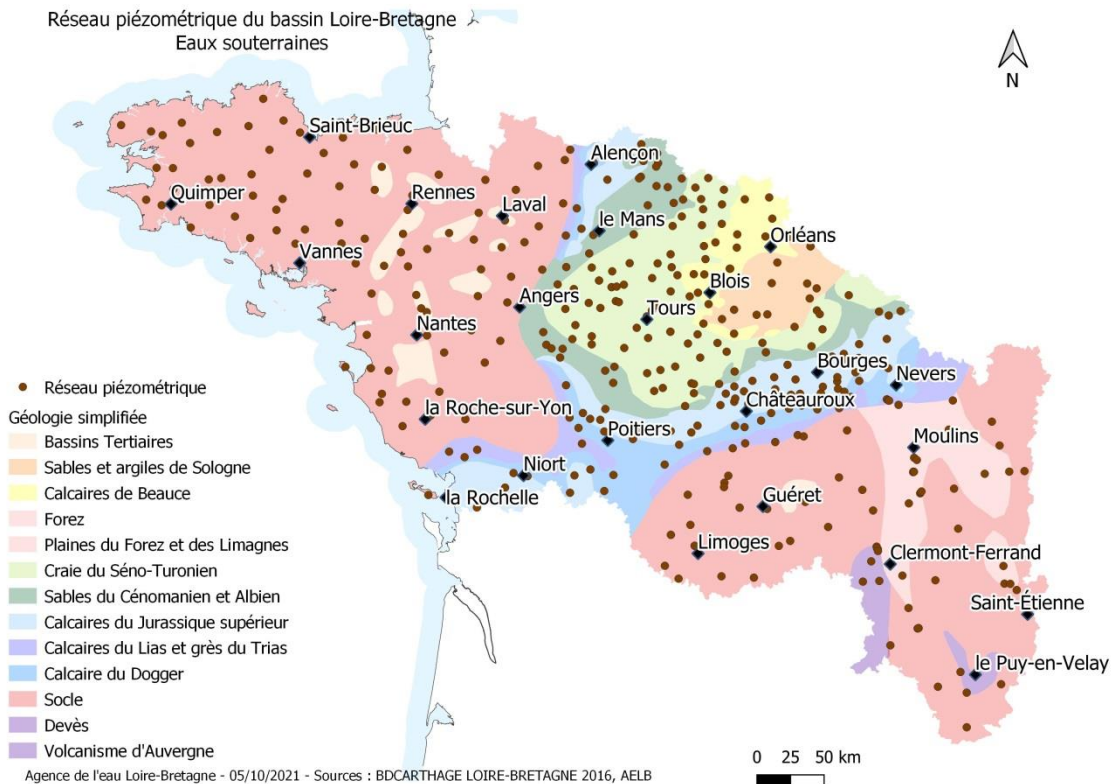 Réseau piézométrique du bassin Loire-Bretagne
Eaux souterraines
N
Saint-Brieuc
Alençon
Quimper
Rennes
Laval
le Mans
Orléans
Vannes
Blois
Angers
Tours
Nantes
Bourges
Nevers
Réseau piézométrique
la Roche-sur-Yon
Châteauroux
Géologie simplifiée
Poitiers
Moulins
Bassins Tertiaires
Sables et argiles de Sologne
Niort
Calcaires de Beauce
la Rochelle
Guéret
Forez
Plaines du Forez et des Limagnes
Limoges
Clermont-Ferrand
Craie du Séno-Turonien
Sables du Cénomanien et Albien
Saint-Étienne
Calcaires du Jurassique supérieur
Calcaires du Lias et grès du Trias
le Puy-en-Velay
Calcaire du Dogger
Socle
Devès
Volcanisme d'Auvergne
0 25 50 km
Agence de l'eau Loire-Bretagne - 05/10/2021 - Sources : BDCARTHAGE LOIRE-BRETAGNE 2016, AELB